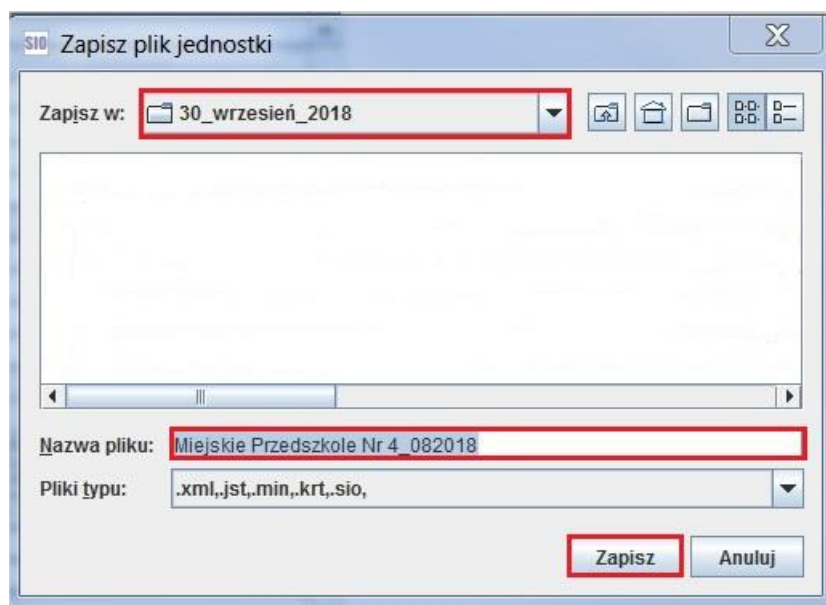 SIO Zapisz plik jednostki
Zapisz w: 30_wrzesień_2018
Nazwa pliku: Miejskie Przedszkole Nr 4_082018
Pliki typu: .xml,.jst,.min,.krt,.sio,
Zapisz Anuluj